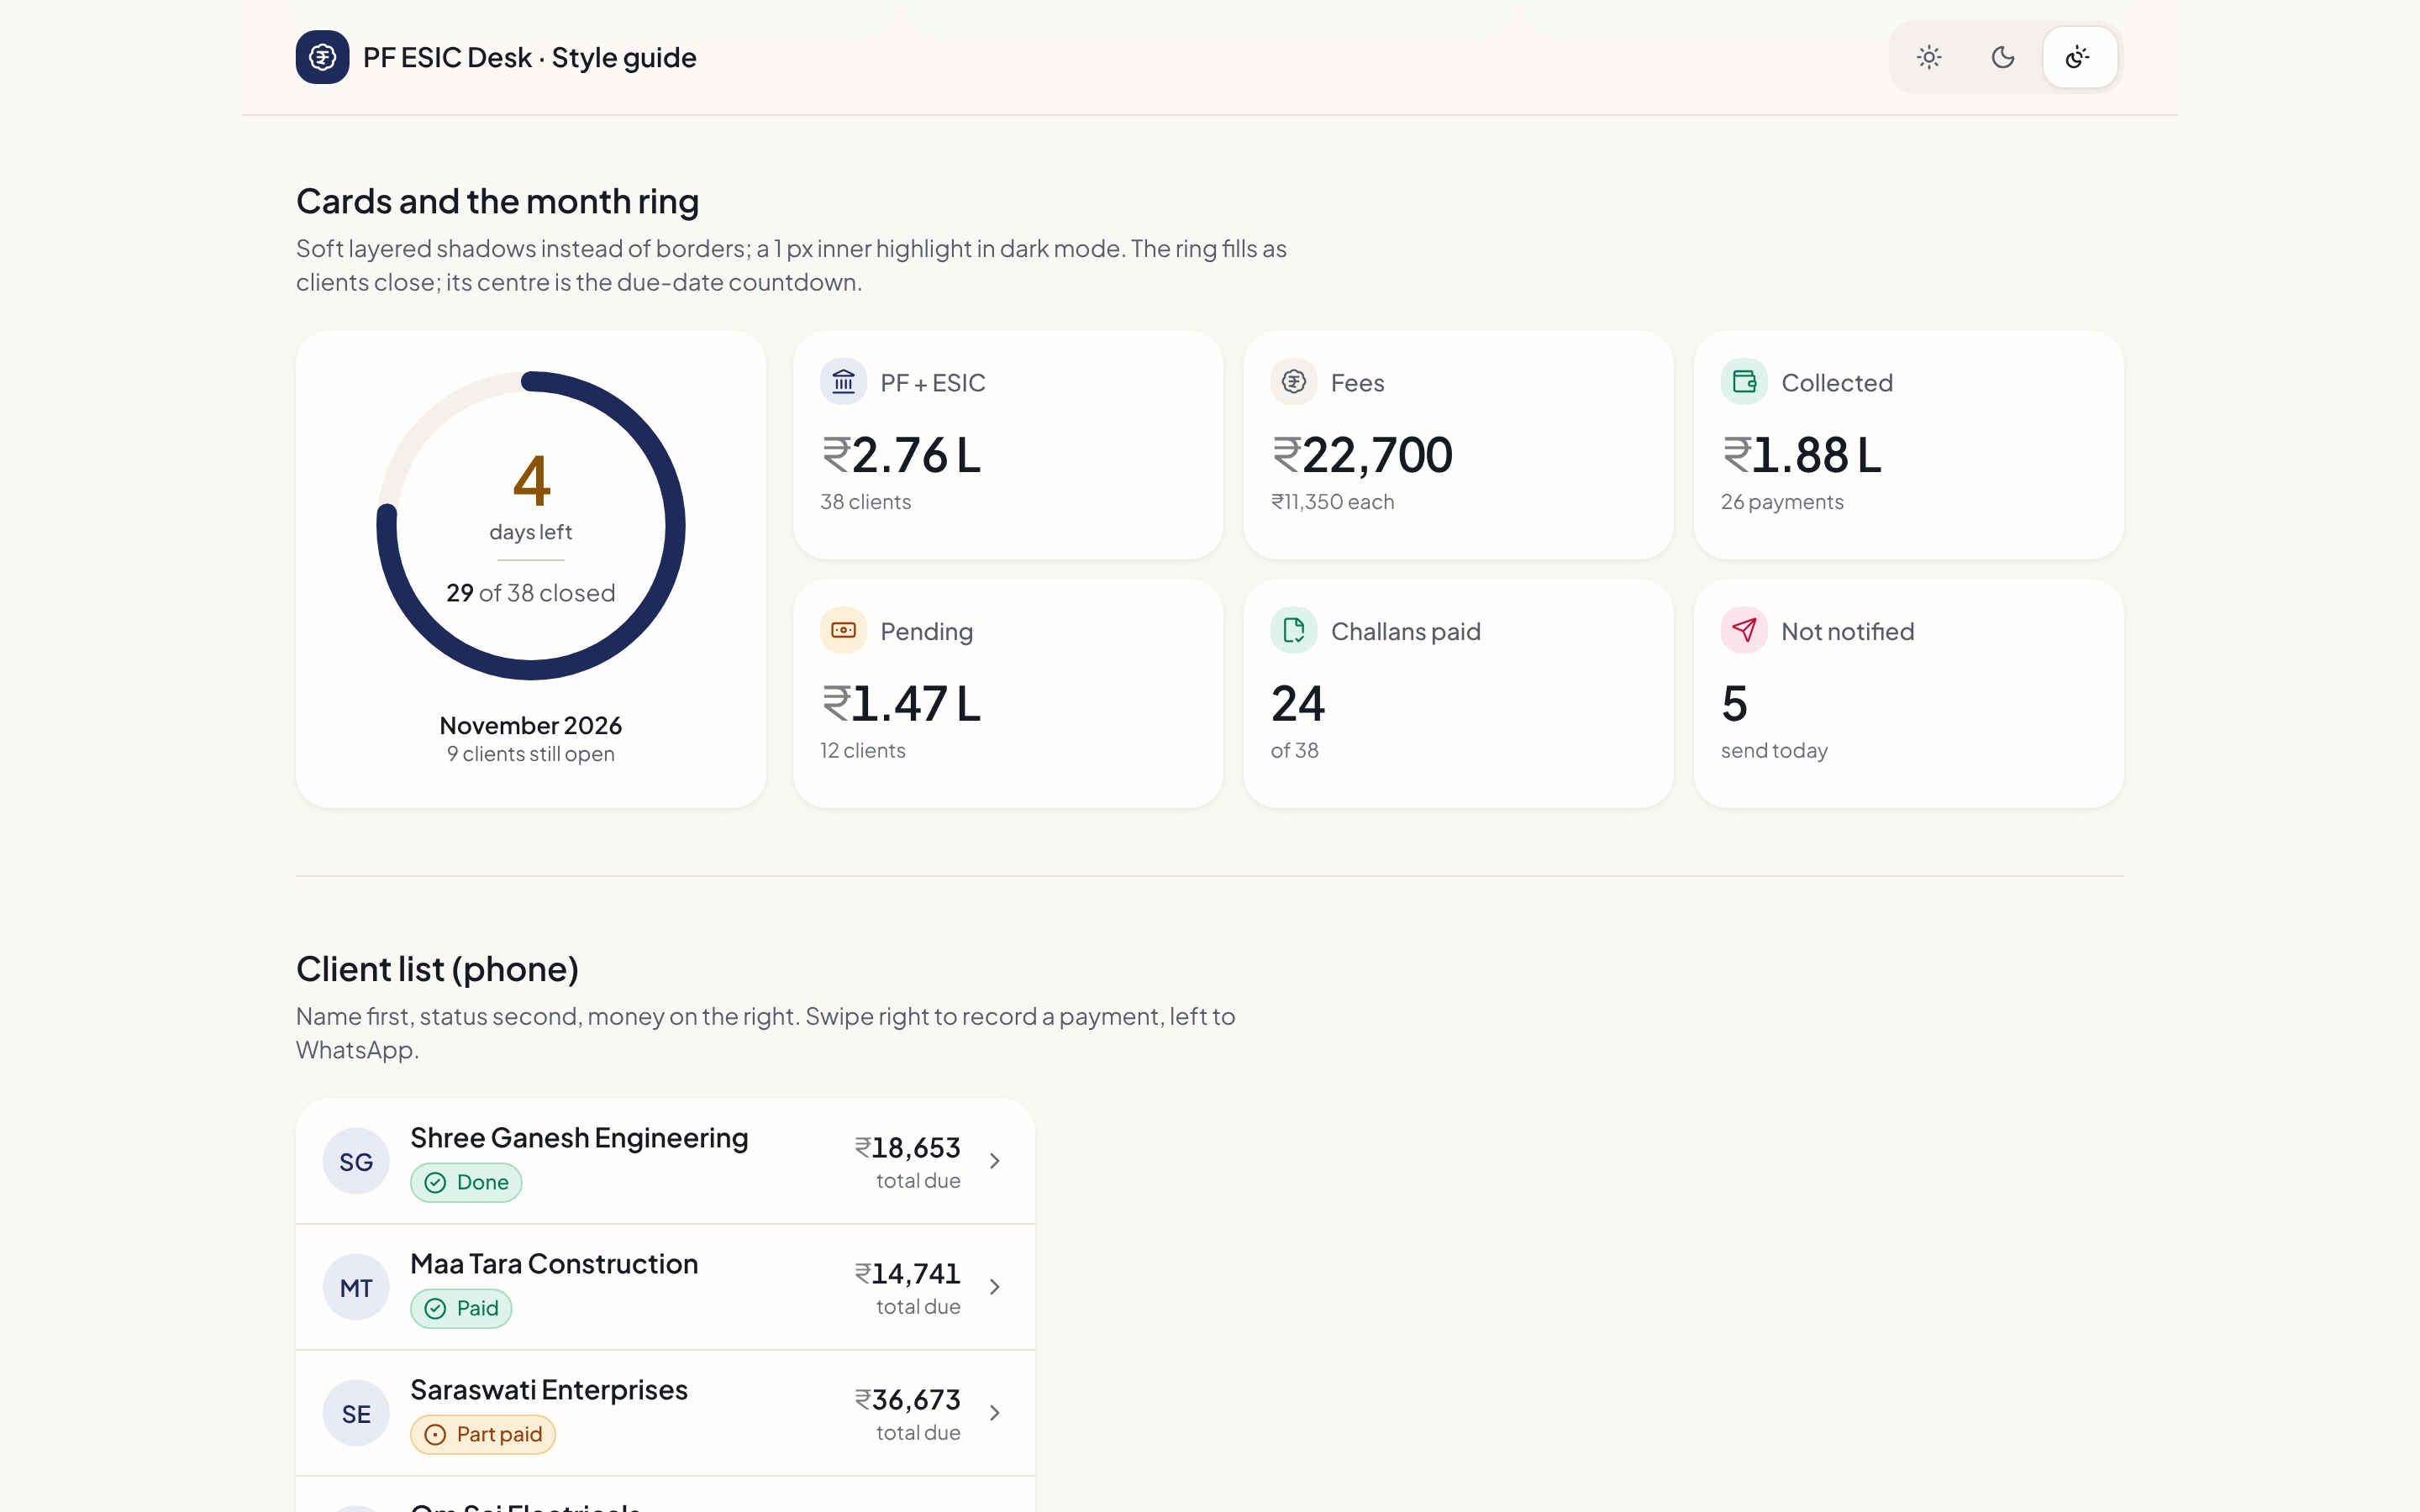 PF ESIC Desk · Style guide
Cards and the month ring
Soft layered shadows instead of borders; a 1 px inner highlight in dark mode. The ring fills as
clients close; its centre is the due-date countdown.
4
days left
29 of 38 closed
November 2026
9 clients still open
PF + ESIC
₹2.76 L
38 clients
Fees
₹22,700
₹11,350 each
Collected
₹1.88 L
26 payments
Pending
₹1.47 L
12 clients
Challans paid
24
of 38
Not notified
5
send today
Client list (phone)
Name first, status second, money on the right. Swipe right to record a payment, left to
WhatsApp.
SG
Shree Ganesh Engineering
Done
₹18,653
total due
MT
Maa Tara Construction
Paid
₹14,741
total due
SE
Saraswati Enterprises
Part paid
₹36,673
total due